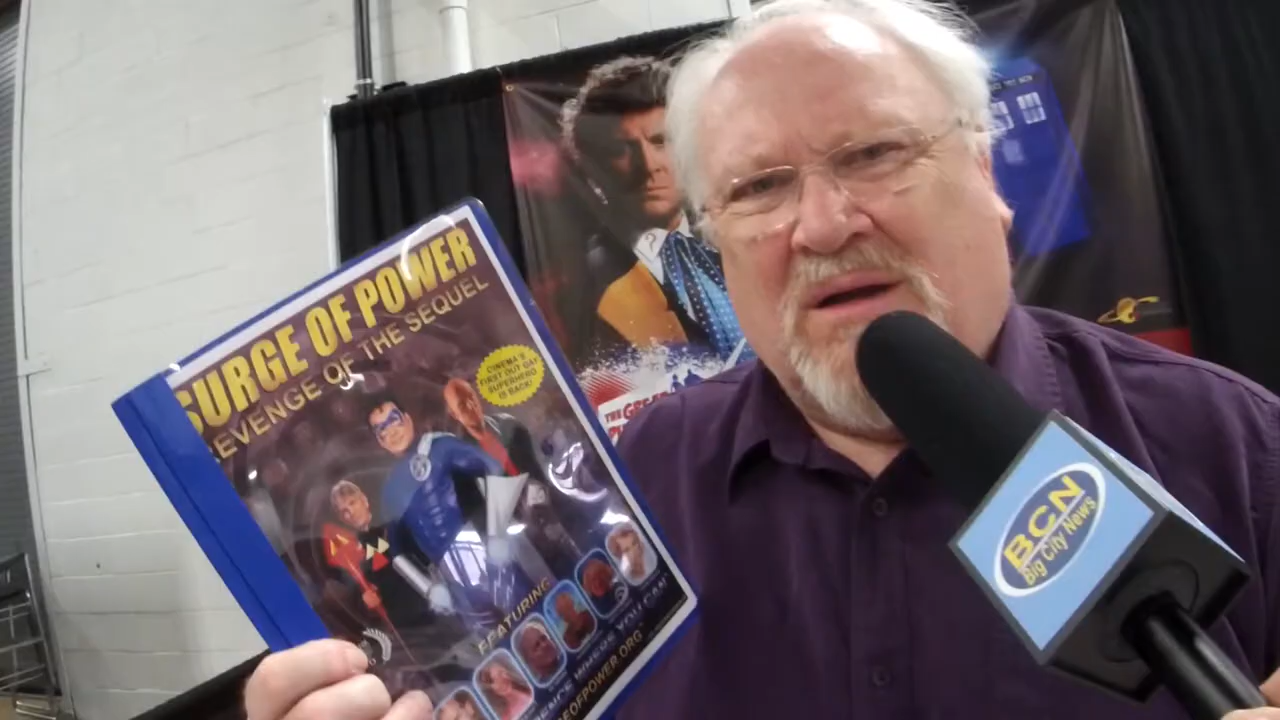 SURGE OF POWER
REVENGE OF THE SEQUEL
CINEMA'S
FIRST OUT GAY
SUPERHERO
IS BACK!
FEATURING
?
THE
BCN
Big City News